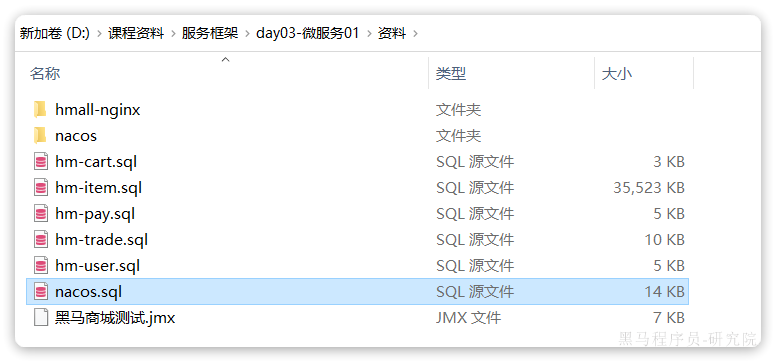 新加卷 (D:) › 课程资料 › 服务框架 › day03-微服务01 › 资料 ›
名称 类型 大小
hmall-nginx 文件夹
nacos 文件夹
hm-cart.sql SQL 源文件 3 KB
hm-item.sql SQL 源文件 35,523 KB
hm-pay.sql SQL 源文件 5 KB
hm-trade.sql SQL 源文件 10 KB
hm-user.sql SQL 源文件 5 KB
nacos.sql SQL 源文件 14 KB
黑马商城测试.jmx JMX 文件 7 KB
黑马程序员-研究院